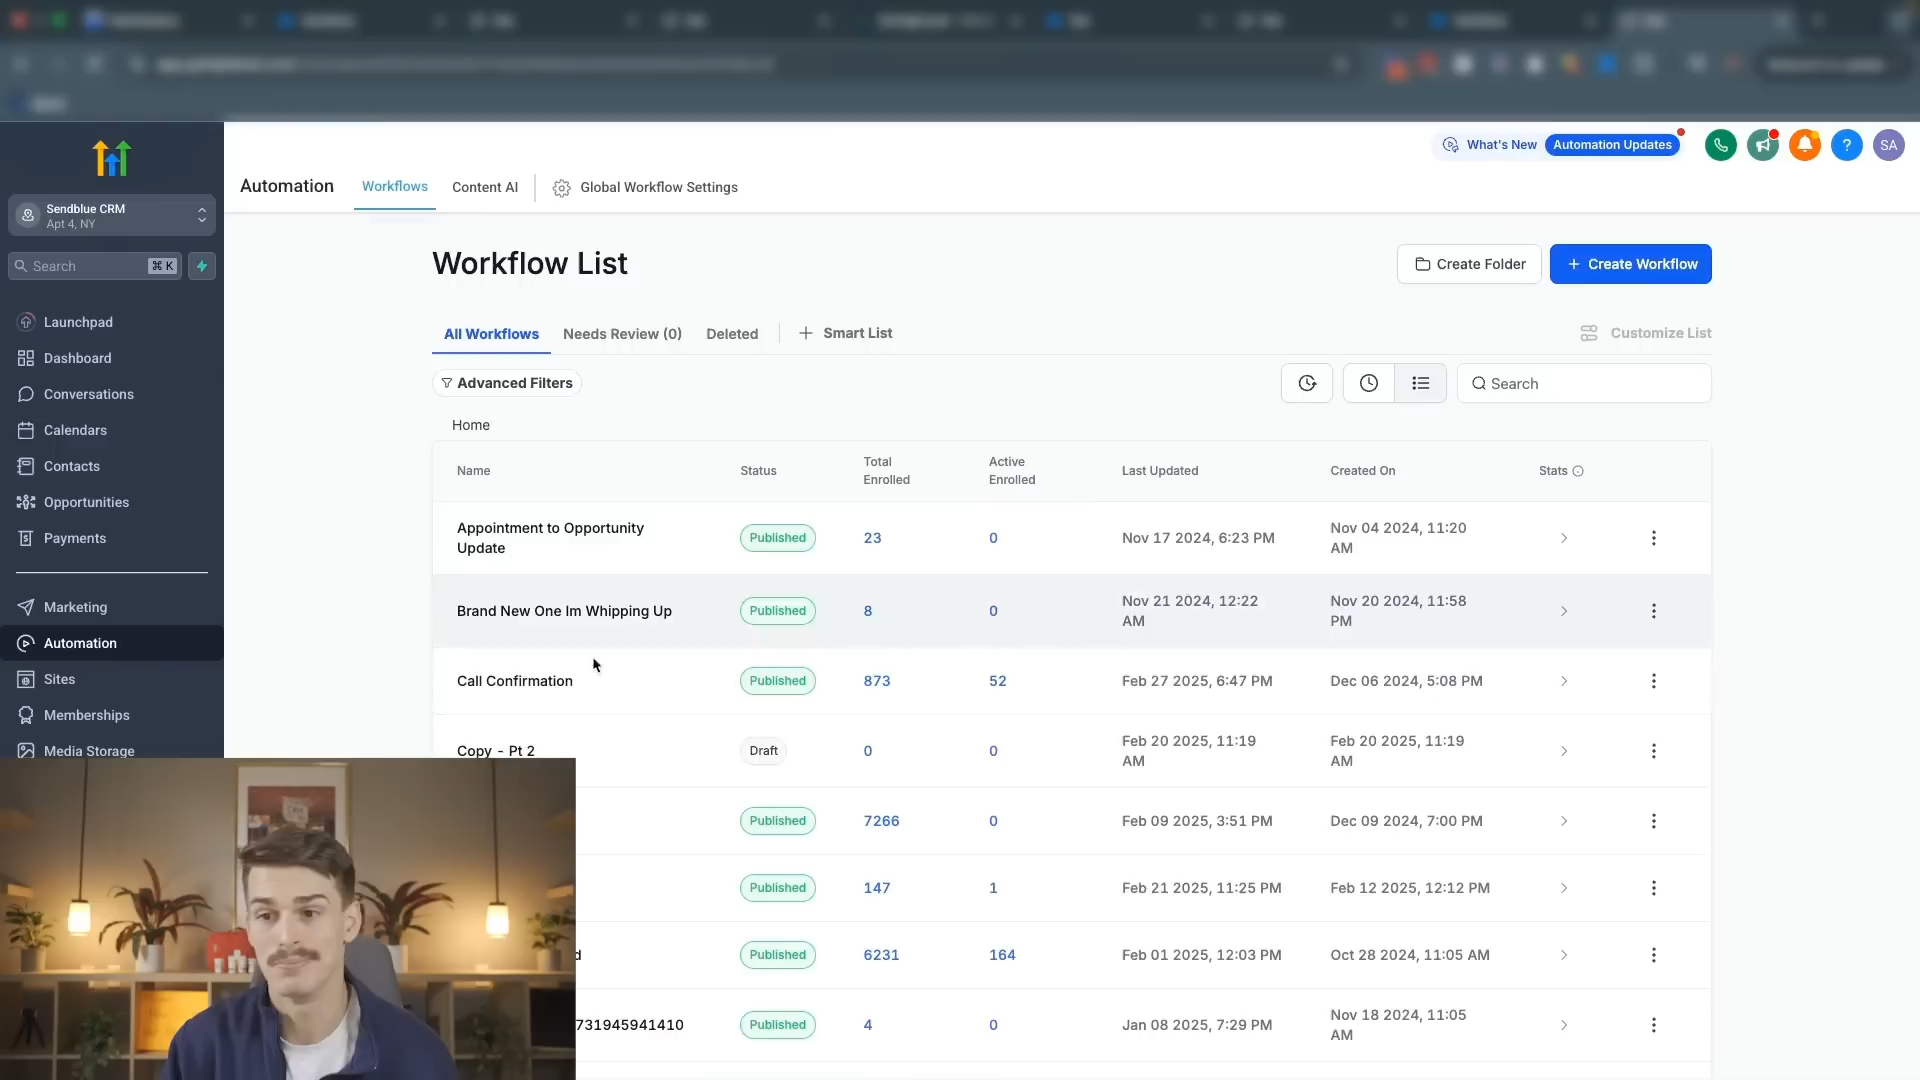 What's New
Automation Updates
SA
Automation
Workflows
Content AI
Global Workflow Settings
Sendblue CRM
Apt 4, NY
Search
⌘ K
Launchpad
Dashboard
Conversations
Calendars
Contacts
Opportunities
Payments
Marketing
Automation
Sites
Memberships
Media Storage
Workflow List
Create Folder
+ Create Workflow
All Workflows
Needs Review (0)
Deleted
+ Smart List
Customize List
Advanced Filters
Search
Home
Name Status Total Enrolled Active Enrolled Last Updated Created On Stats
Appointment to Opportunity Update Published 23 0 Nov 17 2024, 6:23 PM Nov 04 2024, 11:20 AM
Brand New One Im Whipping Up Published 8 0 Nov 21 2024, 12:22 AM Nov 20 2024, 11:58 PM
Call Confirmation Published 873 52 Feb 27 2025, 6:47 PM Dec 06 2024, 5:08 PM
Copy - Pt 2 Draft 0 0 Feb 20 2025, 11:19 AM Feb 20 2025, 11:19 AM
Published 7266 0 Feb 09 2025, 3:51 PM Dec 09 2024, 7:00 PM
Published 147 1 Feb 21 2025, 11:25 PM Feb 12 2025, 12:12 PM
d Published 6231 164 Feb 01 2025, 12:03 PM Oct 28 2024, 11:05 AM
731945941410 Published 4 0 Jan 08 2025, 7:29 PM Nov 18 2024, 11:05 AM